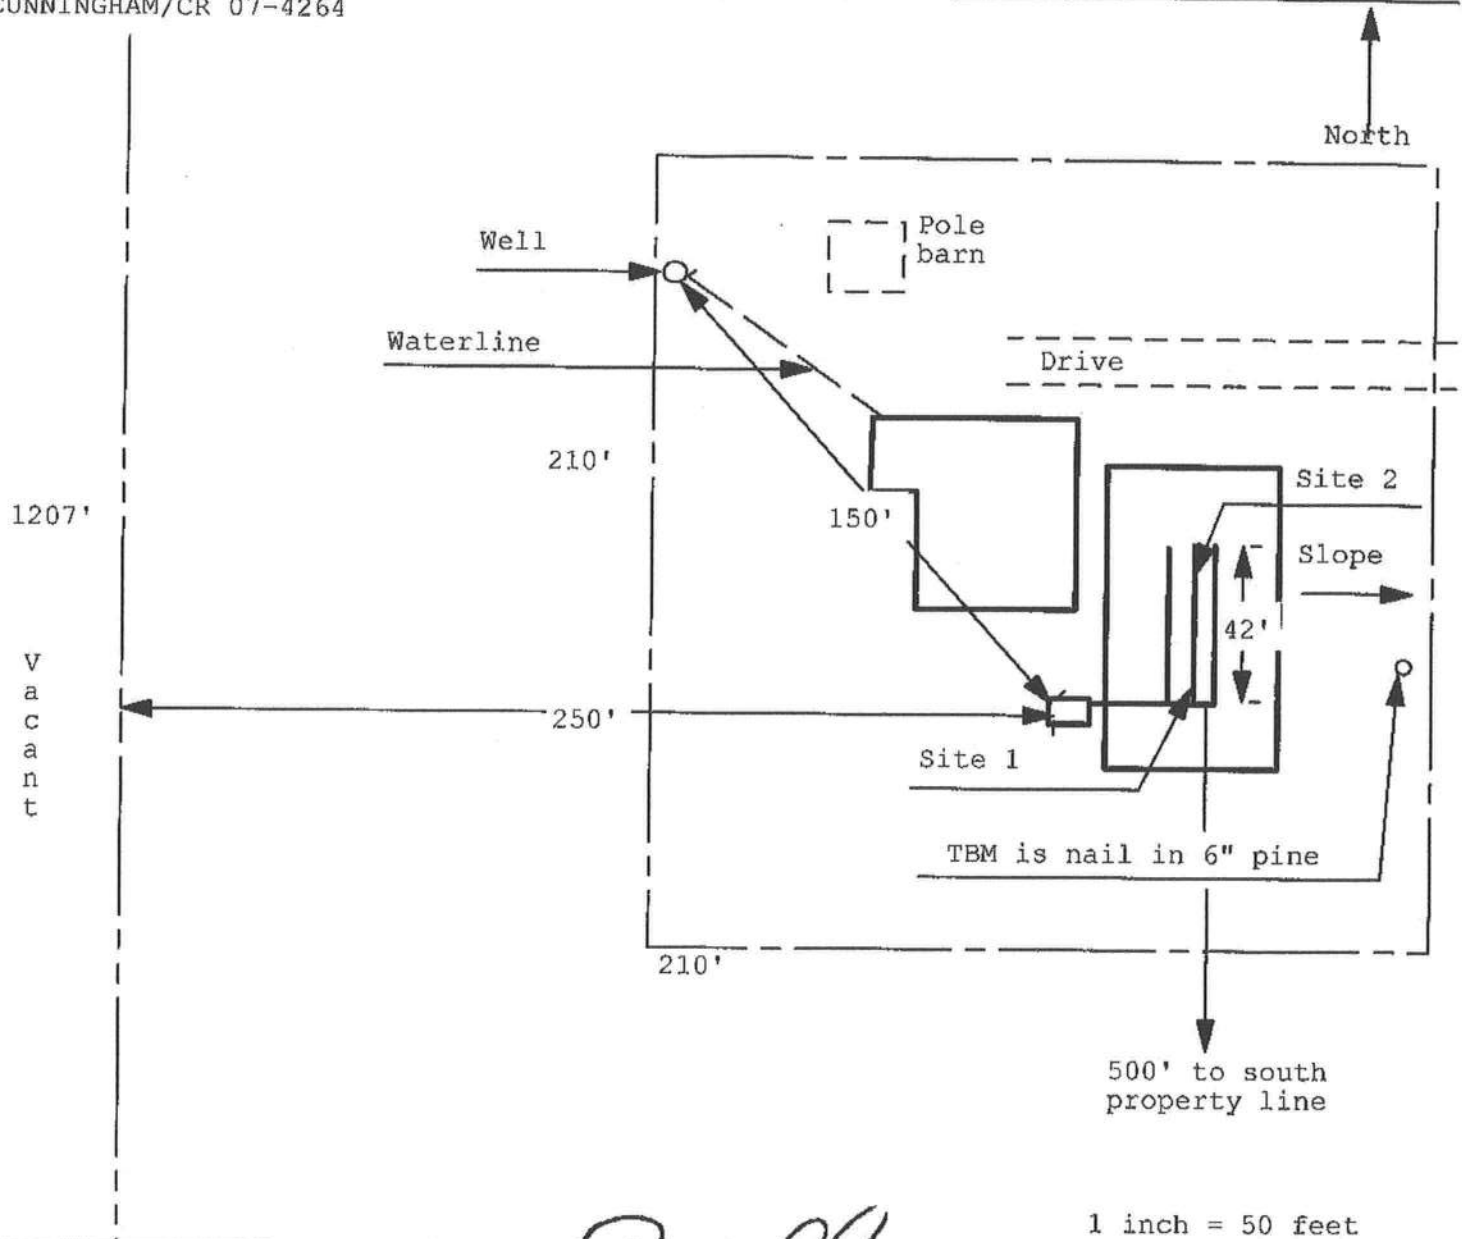 CUNNINGHAM/CR 07-4264
North
Pole
barn
Well
Waterline
Drive
210'
Site 2
1207'
150'
Slope
42'
Vacant
250'
Site 1
TBM is nail in 6" pine
210'
500' to south
property line
1 inch = 50 feet